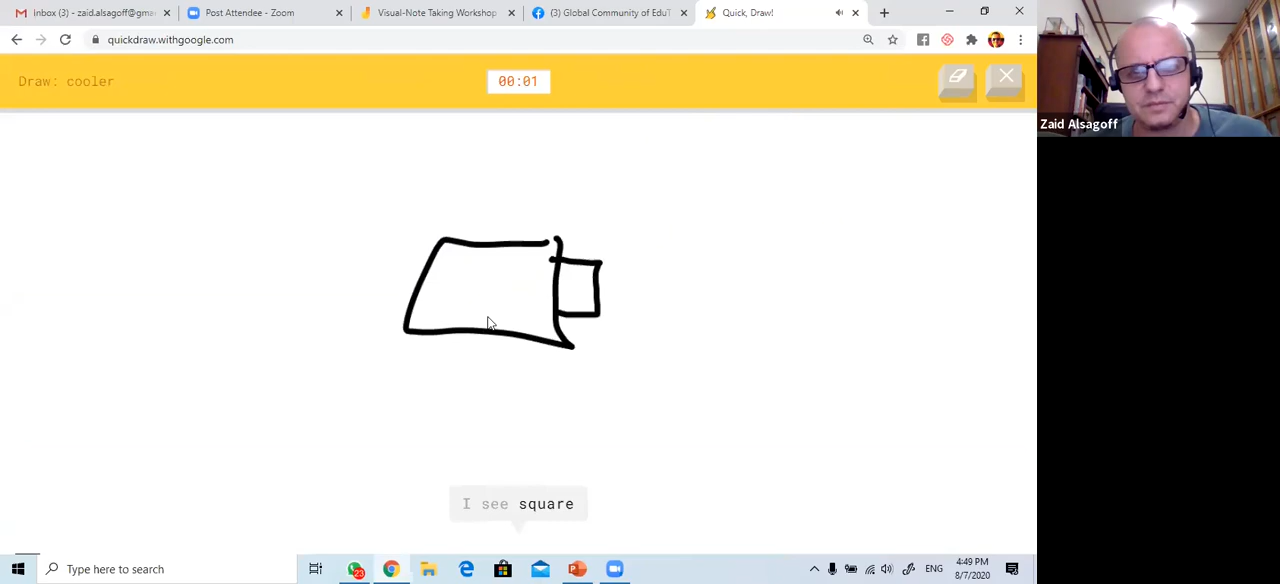 Inbox (3) - zaid.alsagoff@gma
Post Attendee - Zoom
Visual-Note Taking Workshop
(3) Global Community of EduT
Quick, Draw!
quickdraw.withgoogle.com
Draw: cooler
00:01
Zaid Alsagoff
I see square
23
Type here to search
ENG
4:49 PM
8/7/2020